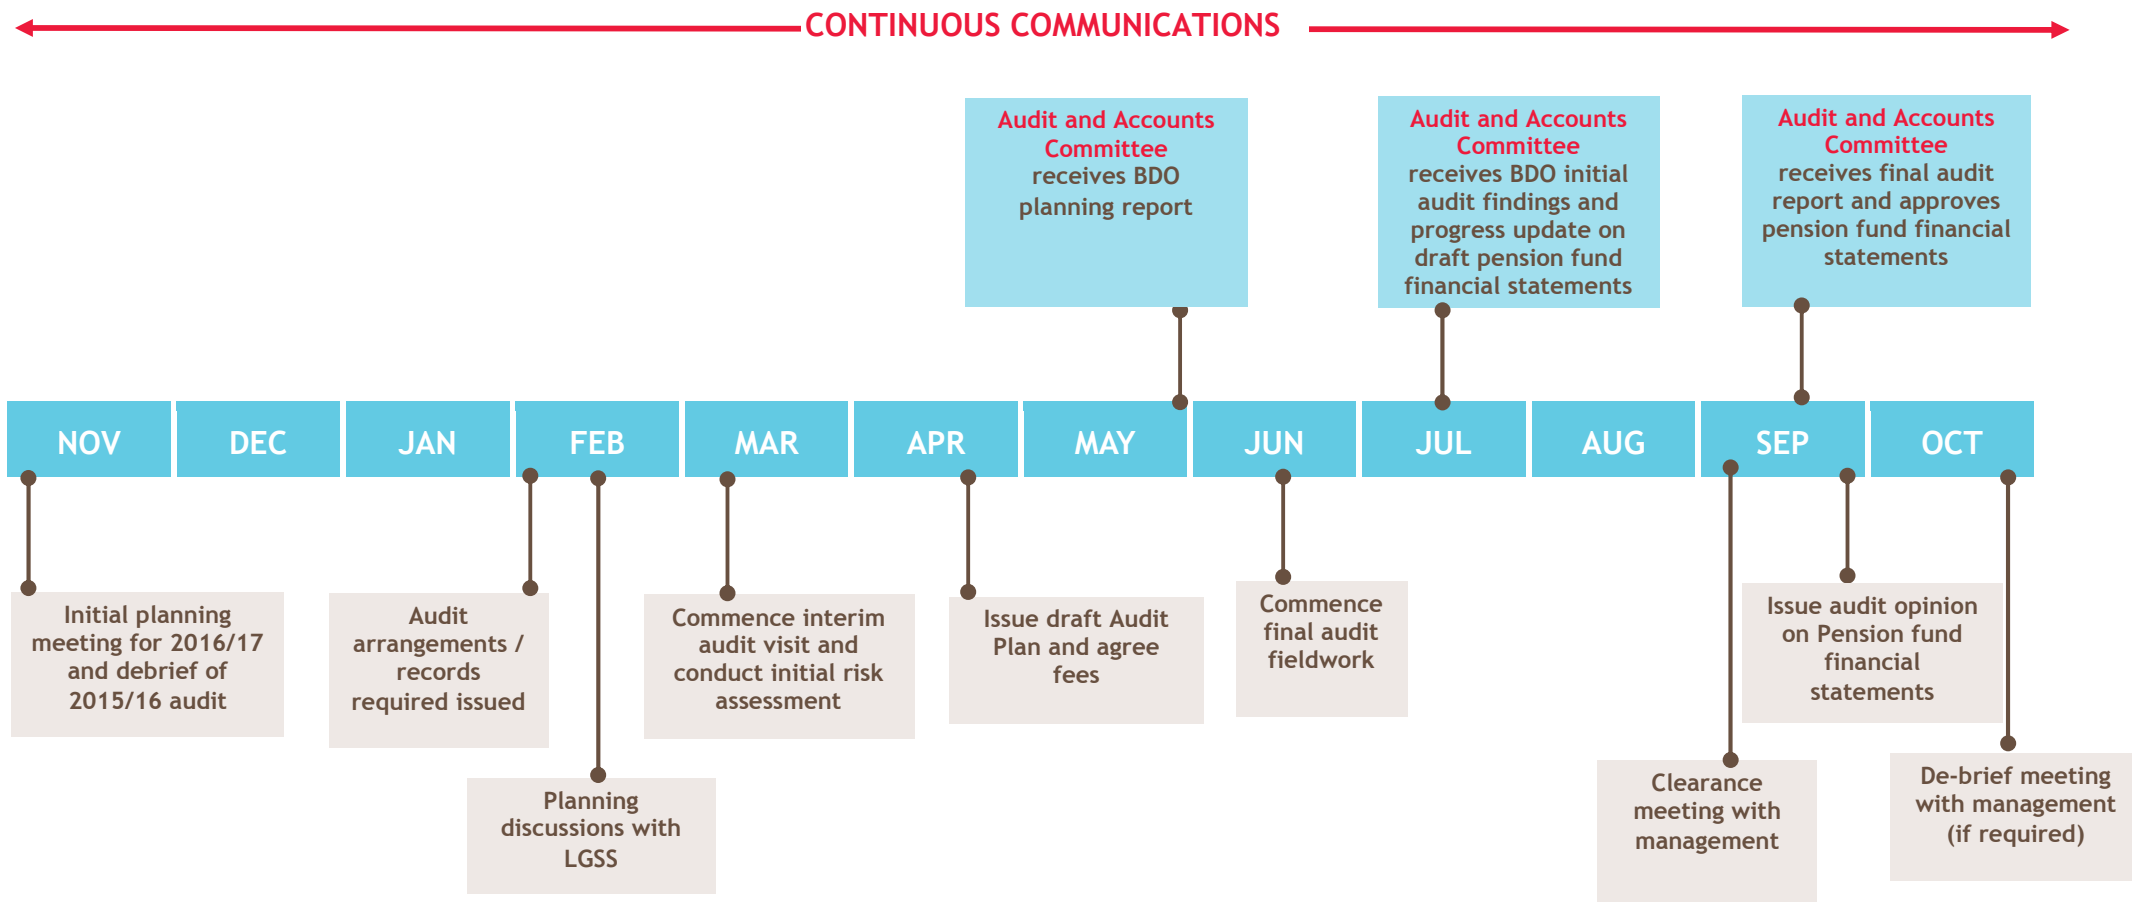 CONTINUOUS COMMUNICATIONS
Audit and Accounts
Committee
receives BDO
planning report
Audit and Accounts
Committee
receives BDO initial
audit findings and
progress update on
draft pension fund
financial statements
Audit and Accounts
Committee
receives final audit
report and approves
pension fund financial
statements
NOV
DEC
JAN
FEB
MAR
APR
MAY
JUN
JUL
AUG
SEP
OCT
Initial planning
meeting for 2016/17
and debrief of
2015/16 audit
Audit
arrangements /
records
required issued
Planning
discussions with
LGSS
Commence interim
audit visit and
conduct initial risk
assessment
Issue draft Audit
Plan and agree
fees
Commence
final audit
fieldwork
Clearance
meeting with
management
Issue audit opinion
on Pension fund
financial
statements
De-brief meeting
with management
(if required)